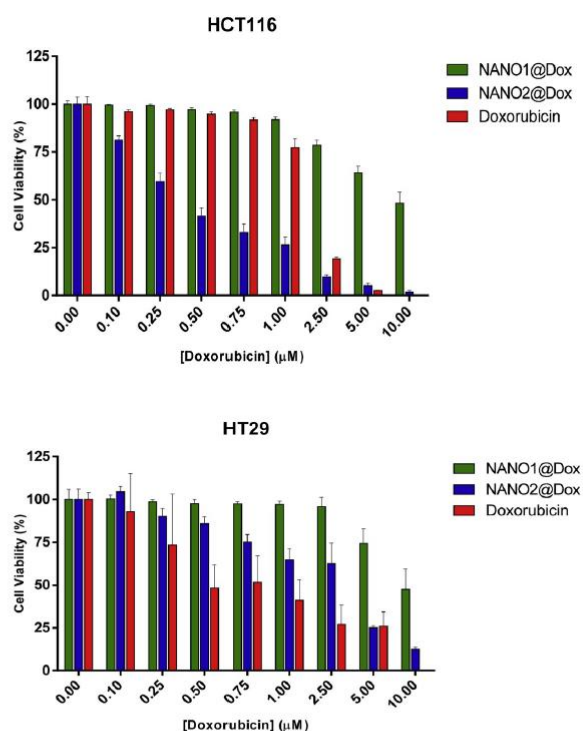 HCT116
125
100
75
50
25
0
Cell Viability (%)
0.00 0.10 0.25 0.50 0.75 1.00 2.50 5.00 10.00
[Doxorubicin] (μM)
NANO1@Dox
NANO2@Dox
Doxorubicin
HT29
125
100
75
50
25
0
Cell Viability (%)
0.00 0.10 0.25 0.50 0.75 1.00 2.50 5.00 10.00
[Doxorubicin] (μM)
NANO1@Dox
NANO2@Dox
Doxorubicin